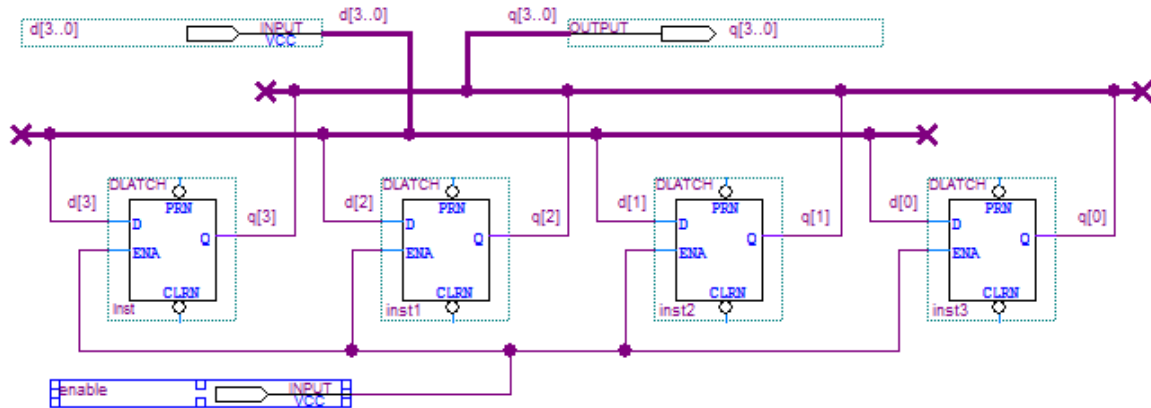 d[3..0] INPUT VCC d[3..0] q[3..0] OUTPUT q[3..0]
DLATCH DLATCH DLATCH DLATCH
d[3] PRN D Q ENA CLRN inst q[3]
d[2] PRN D Q ENA CLRN inst1 q[2]
d[1] PRN D Q ENA CLRN inst2 q[1]
d[0] PRN D Q ENA CLRN inst3 q[0]
enable INPUT VCC